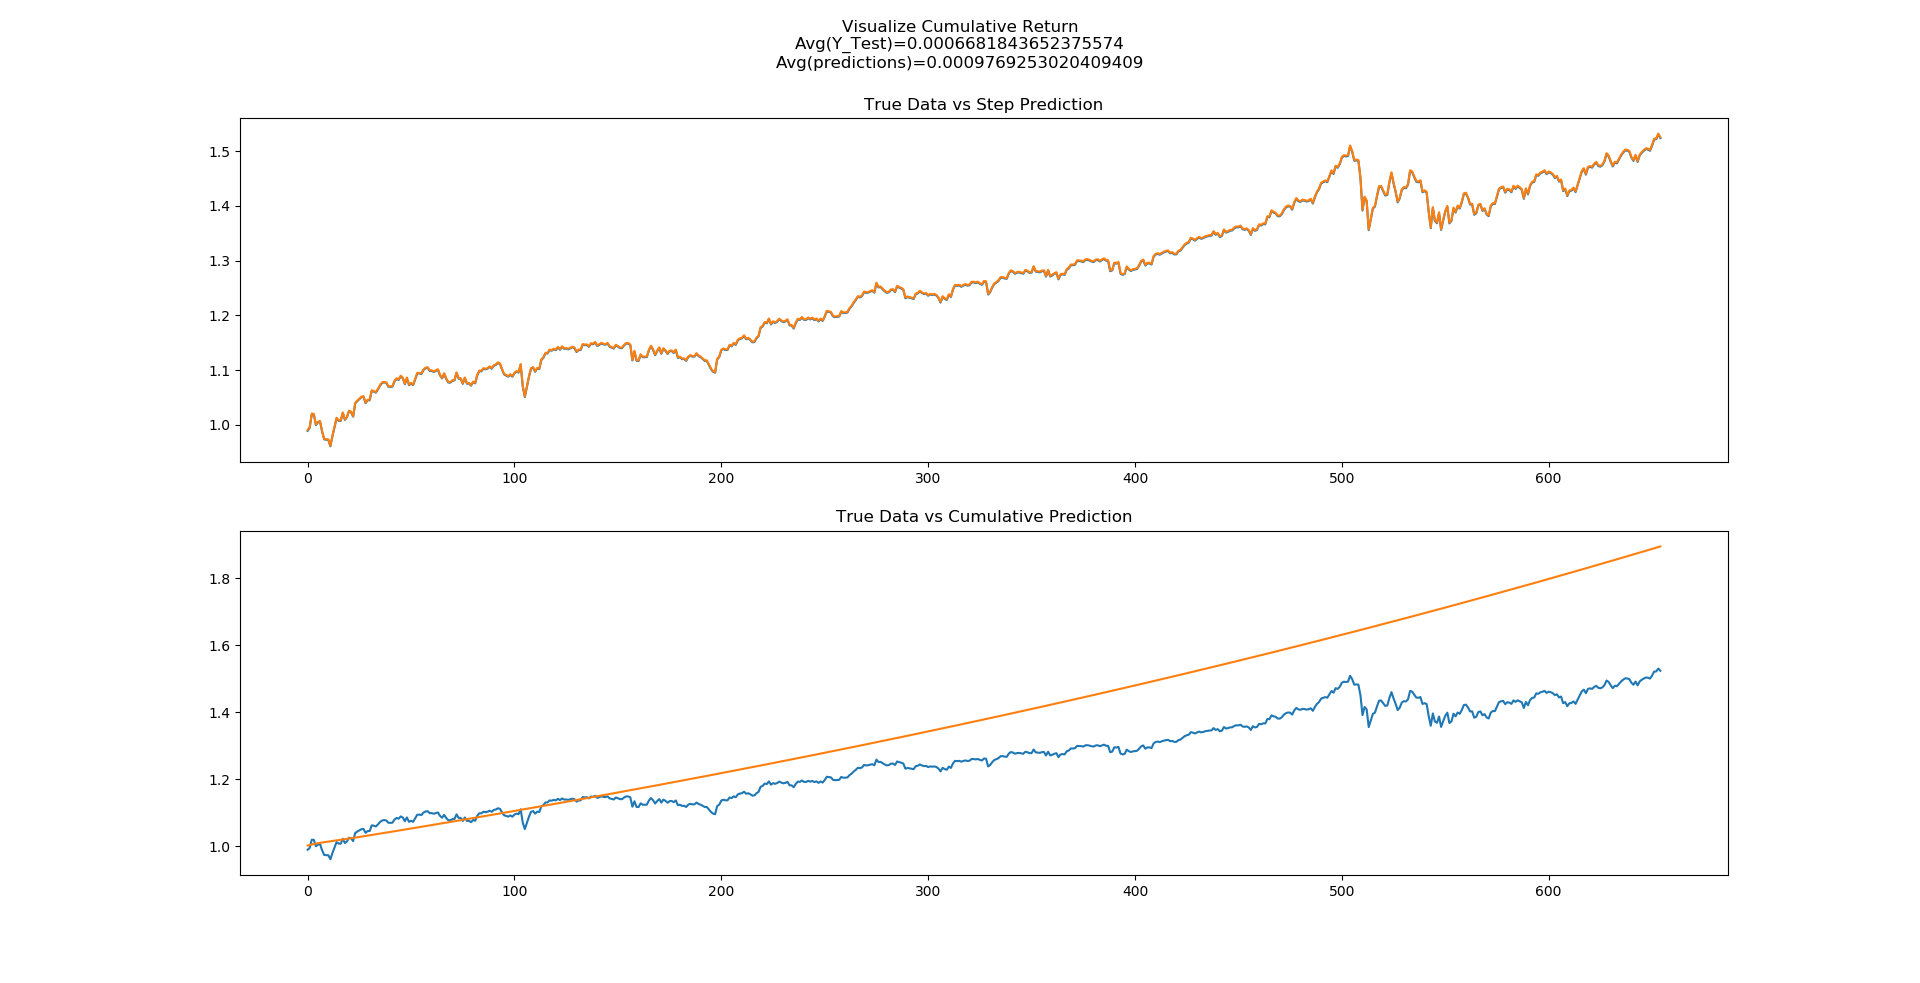 Visualize Cumulative Return
Avg(Y_Test)=0.0006681843652375574
Avg(predictions)=0.0009769253020409409
True Data vs Step Prediction
1.5
1.4
1.3
1.2
1.1
1.0
0 100 200 300 400 500 600
True Data vs Cumulative Prediction
1.8
1.6
1.4
1.2
1.0
0 100 200 300 400 500 600